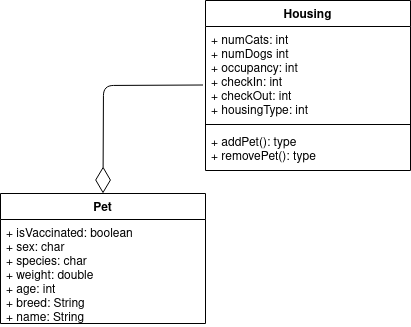 Housing
+ numCats: int
+ numDogs int
+ occupancy: int
+ checkIn: int
+ checkOut: int
+ housingType: int
+ addPet(): type
+ removePet(): type
Pet
+ isVaccinated: boolean
+ sex: char
+ species: char
+ weight: double
+ age: int
+ breed: String
+ name: String